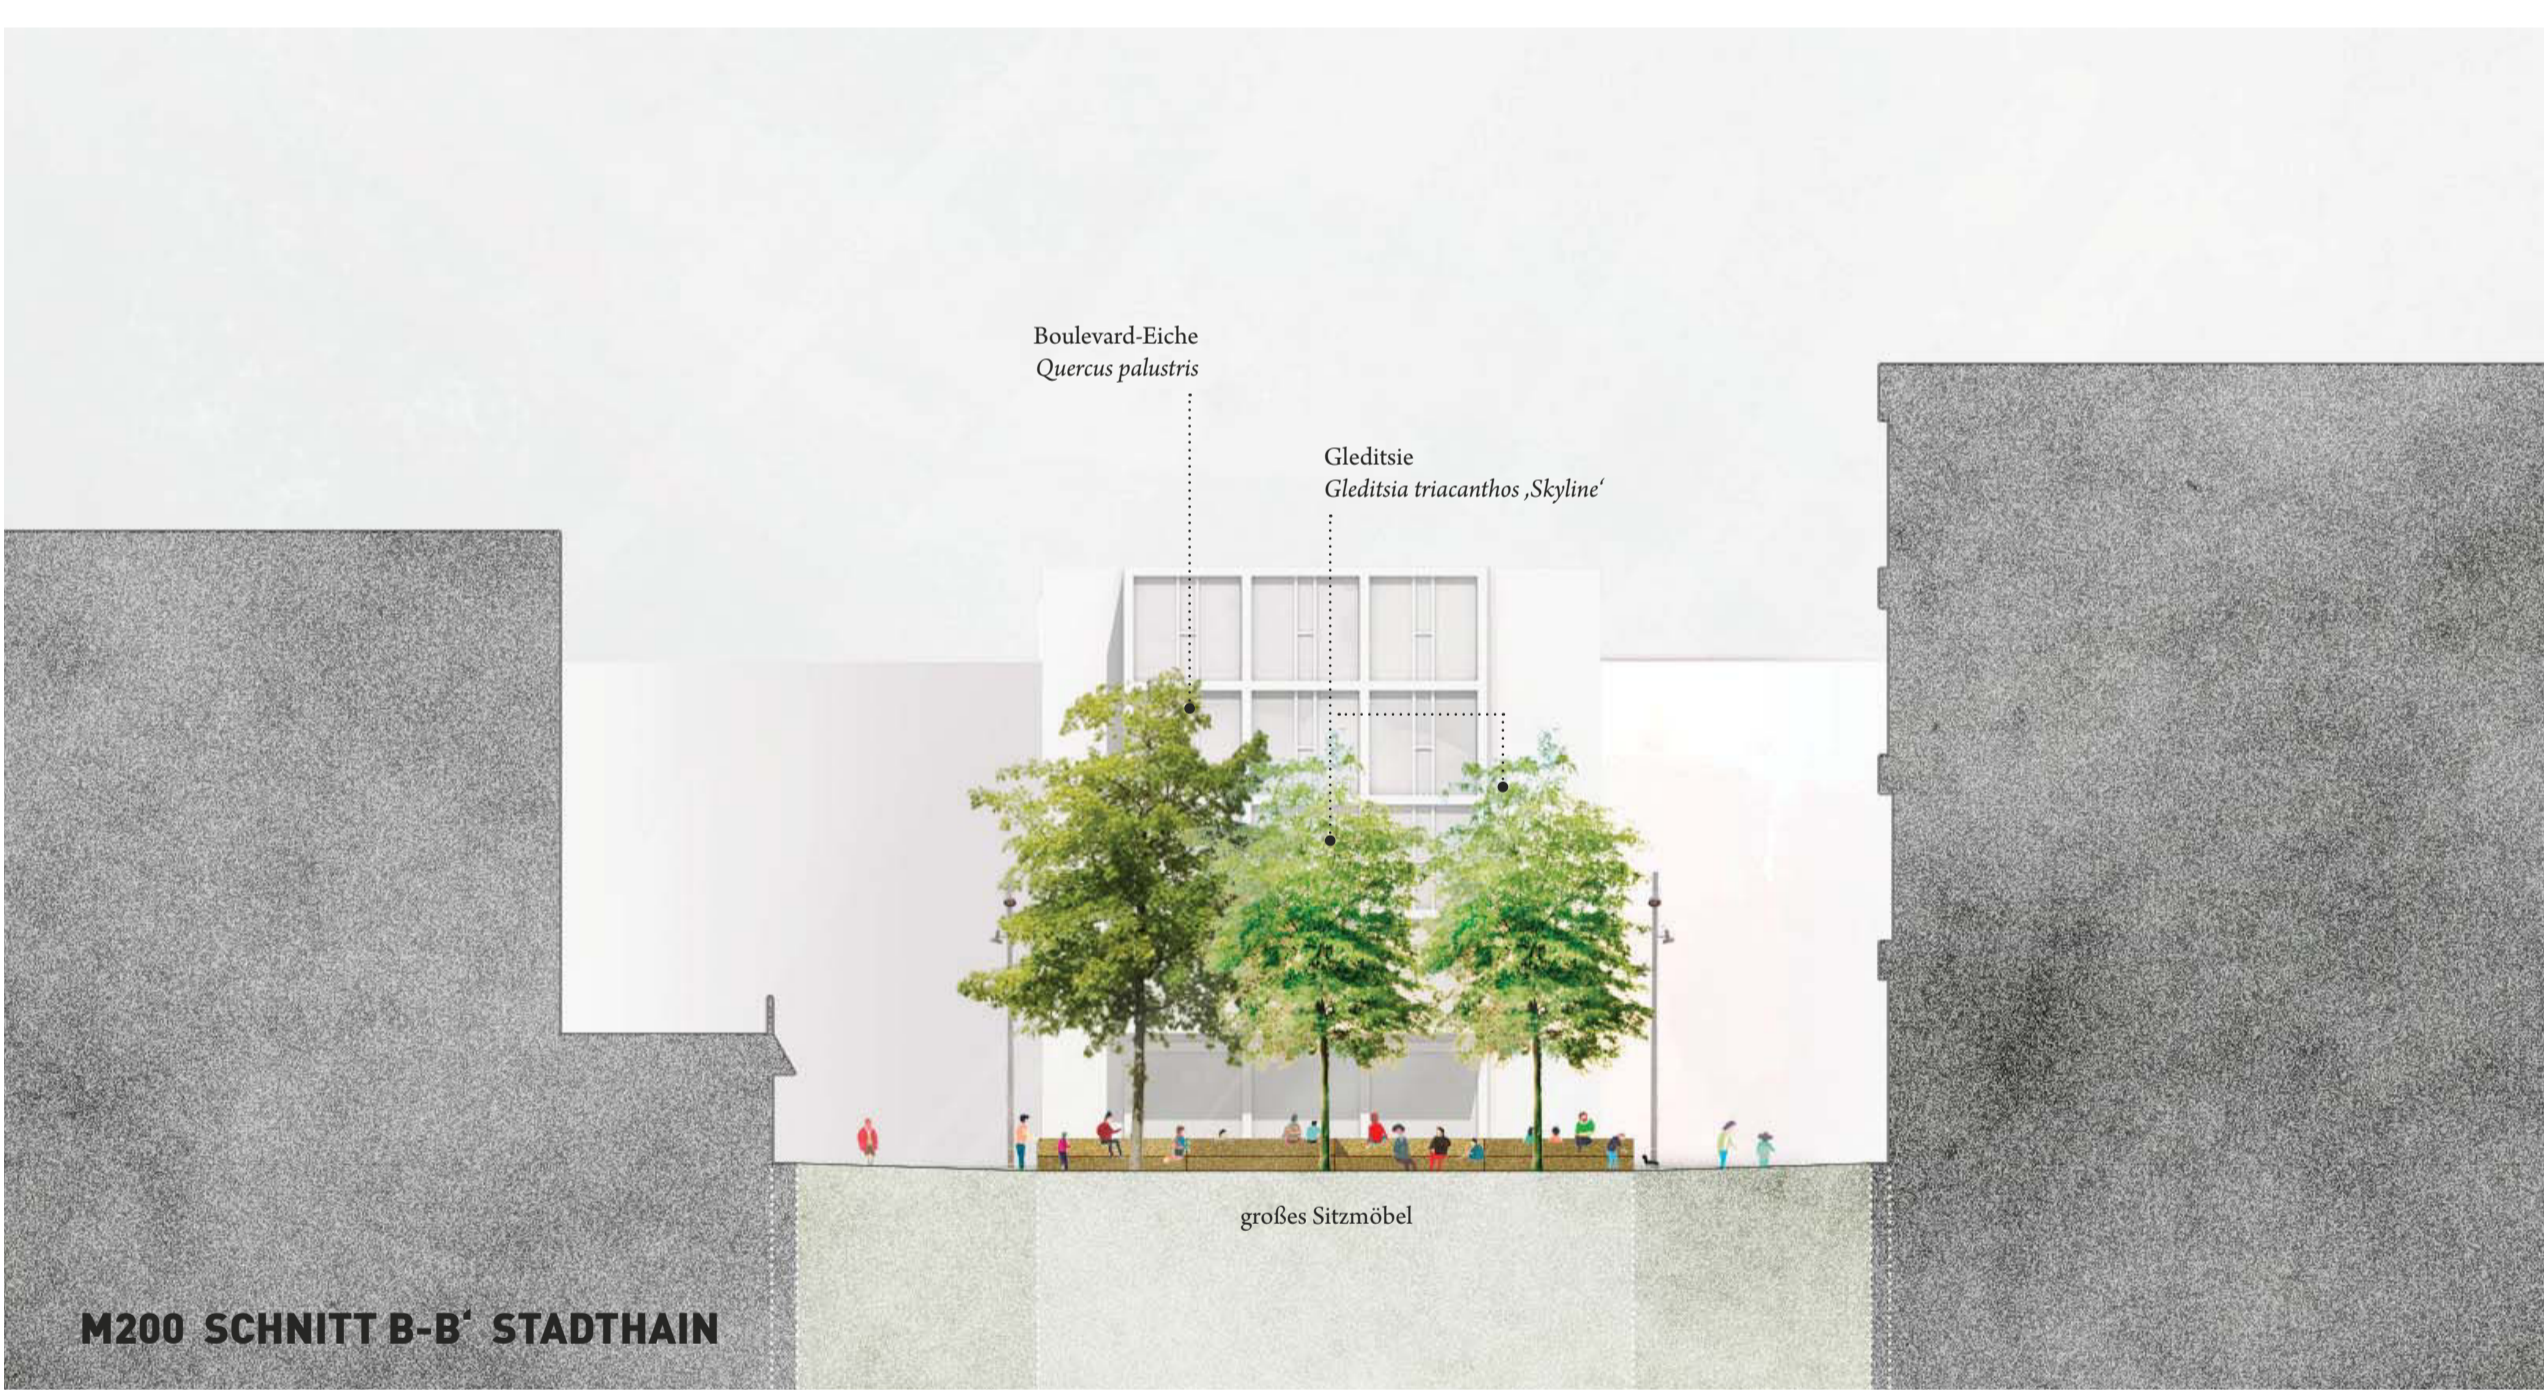 Boulevard-Eiche
Quercus palustris
Gleditsie
Gleditsia triacanthos ‚Skyline‘
großes Sitzmöbel
M200 SCHNITT B-B‘ STADTHAIN